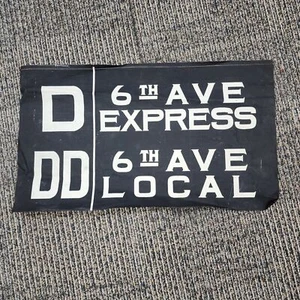 D 6TH AVE
EXPRESS
DD 6TH AVE
LOCAL